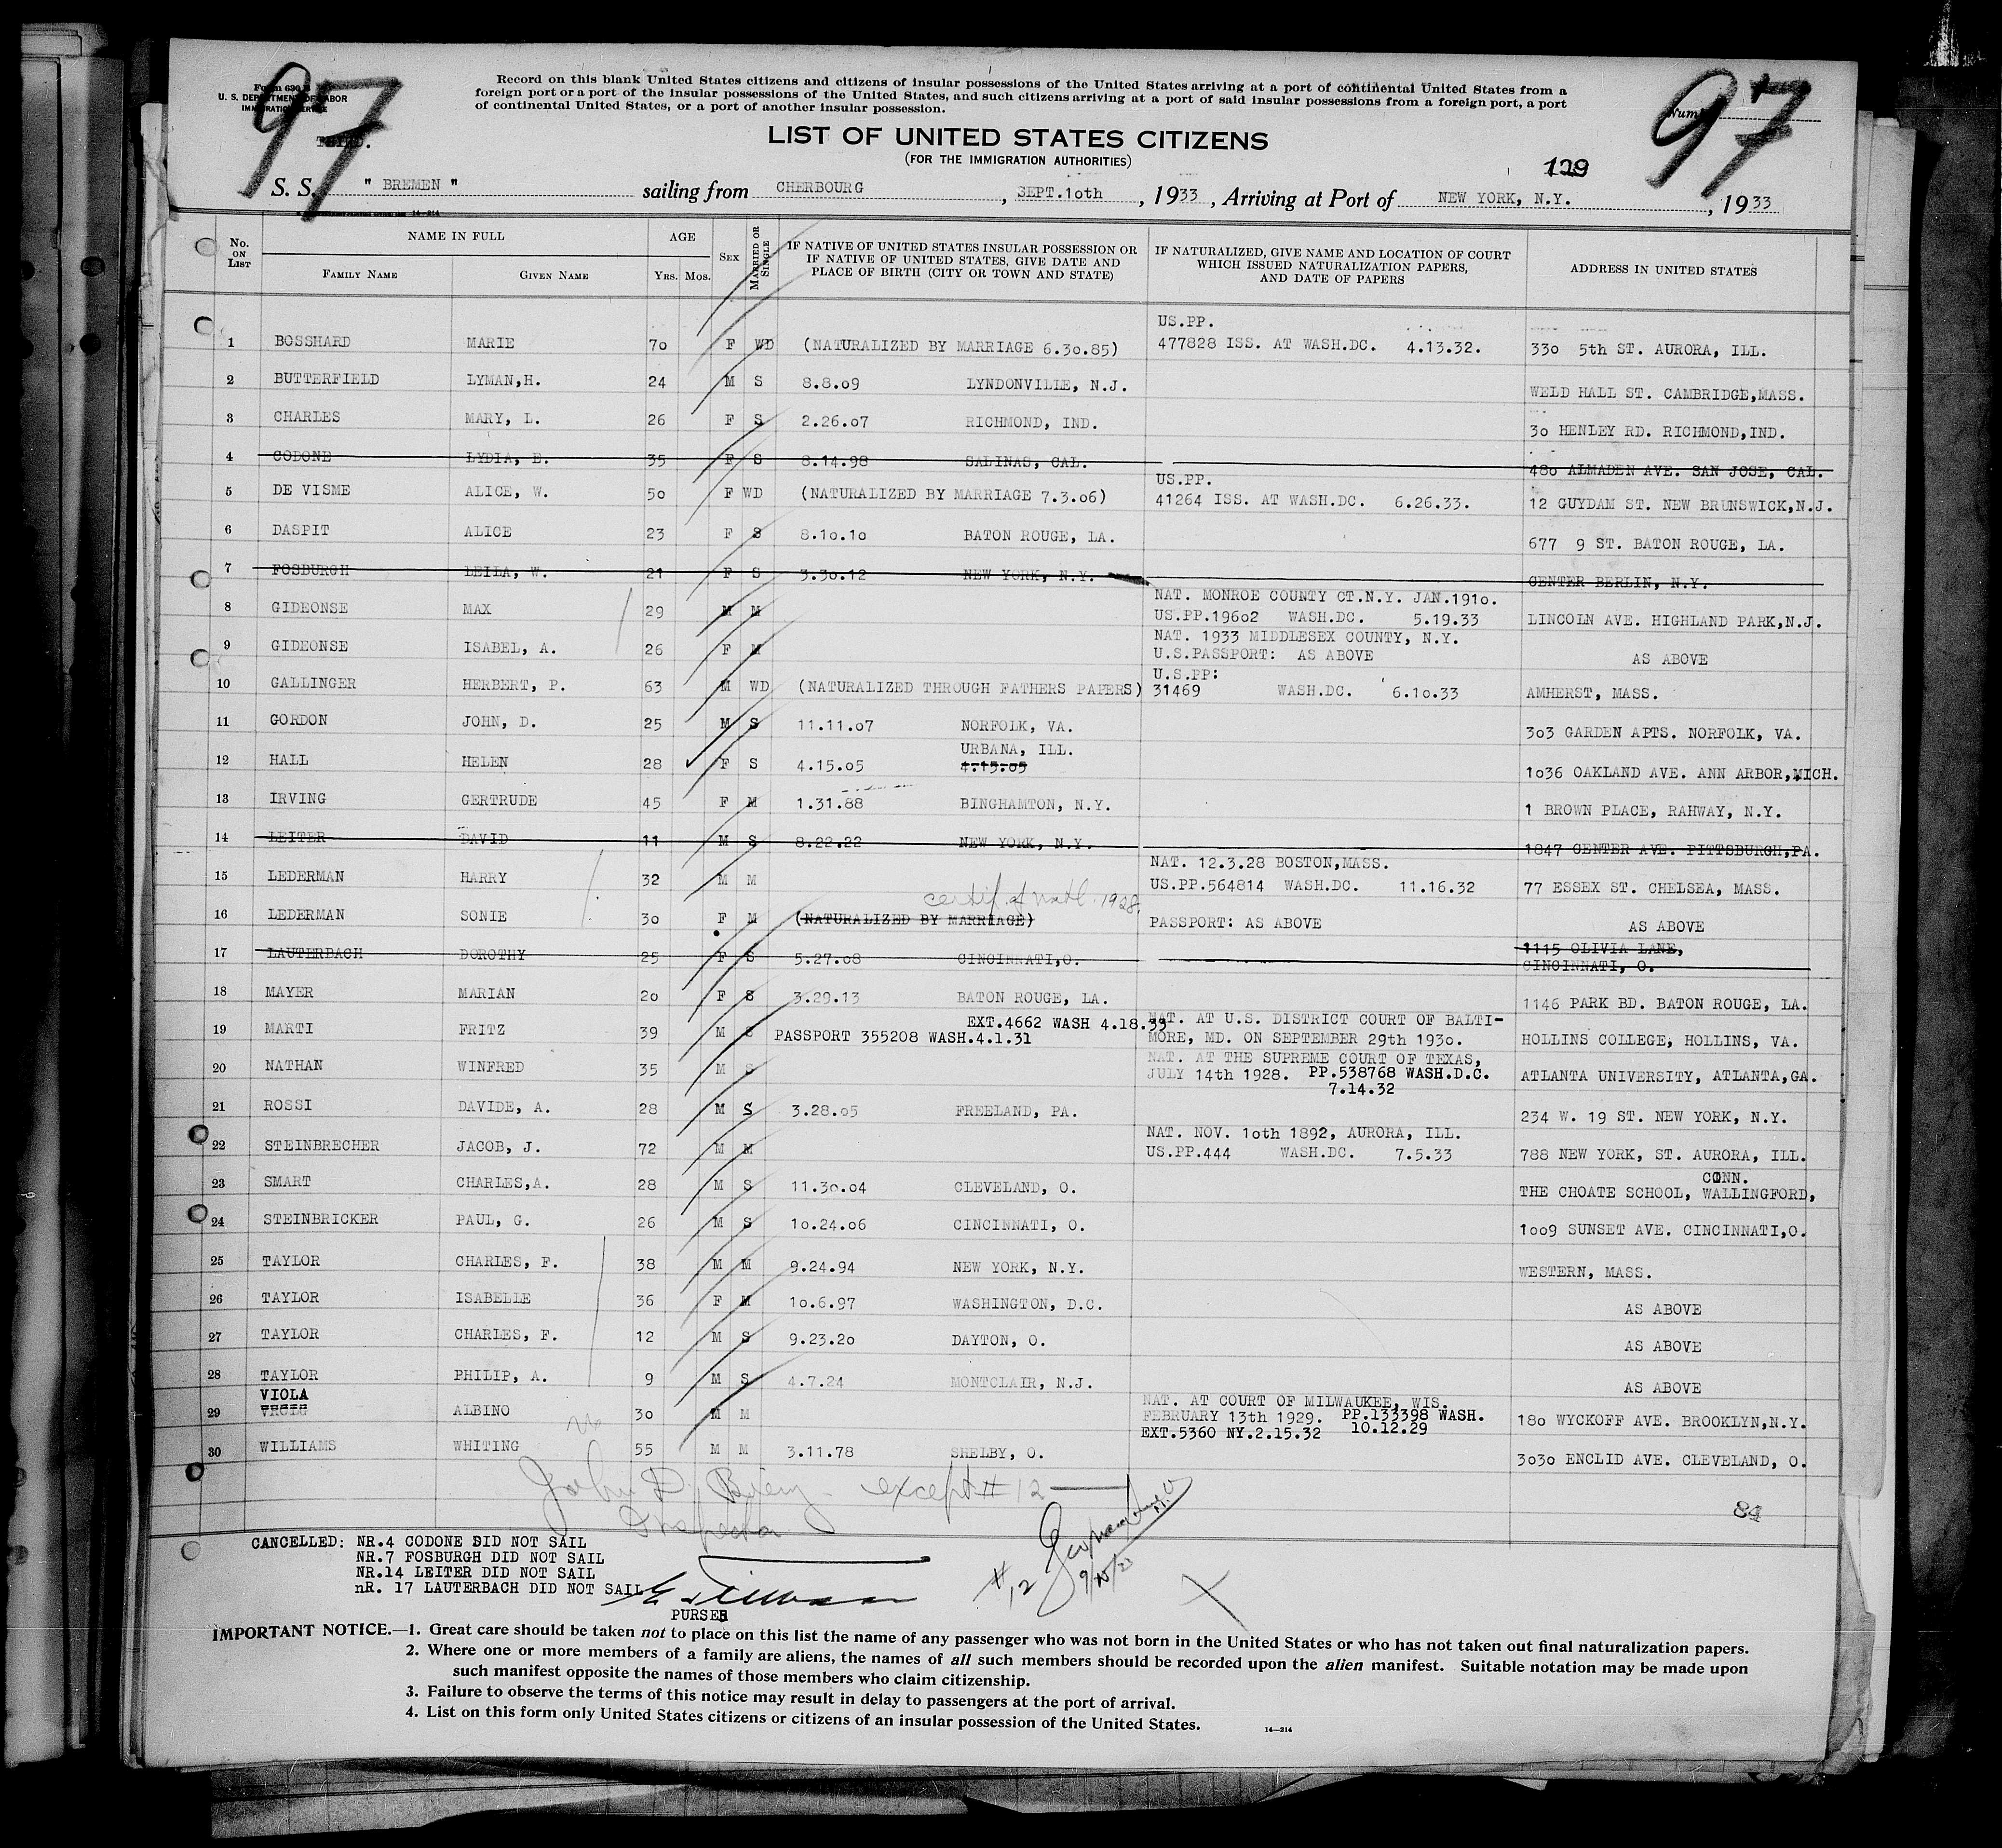 97
97
Form 630 B
U. S. DEPARTMENT OF LABOR
IMMIGRATION SERVICE
THIRD.
Record on this blank United States citizens and citizens of insular possessions of the United States arriving at a port of continental United States from a
foreign port or a port of the insular possessions of the United States, and such citizens arriving at a port of said insular possessions from a foreign port, a port
of continental United States, or a port of another insular possession.
LIST OF UNITED STATES CITIZENS
(FOR THE IMMIGRATION AUTHORITIES)
129
S. S. " BREMEN " sailing from CHERBOURG, SEPT.10th, 1933, Arriving at Port of NEW YORK, N.Y., 1933
14—214
No. ON LIST
NAME IN FULL
FAMILY NAME
GIVEN NAME
AGE
YRS. MOS.
SEX
MARRIED OR SINGLE
IF NATIVE OF UNITED STATES INSULAR POSSESSION OR
IF NATIVE OF UNITED STATES, GIVE DATE AND
PLACE OF BIRTH (CITY OR TOWN AND STATE)
IF NATURALIZED, GIVE NAME AND LOCATION OF COURT
WHICH ISSUED NATURALIZATION PAPERS,
AND DATE OF PAPERS
ADDRESS IN UNITED STATES
US.PP.
1 BOSSHARD MARIE 70 F WD (NATURALIZED BY MARRIAGE 6.30.85) 477828 ISS. AT WASH.DC. 4.13.32. 330 5th ST. AURORA, ILL.
2 BUTTERFIELD LYMAN,H. 24 M S 8.8.09 LYNDONVILLE, N.J. WELD HALL ST. CAMBRIDGE,MASS.
3 CHARLES MARY, L. 26 F S 2.26.07 RICHMOND, IND. 30 HENLEY RD. RICHMOND,IND.
4 CODONE LYDIA, E. 35 F S 8.14.98 SALINAS, CAL. 480 ALMADEN AVE. SAN JOSE, CAL.
US.PP.
5 DE VISME ALICE, W. 50 F WD (NATURALIZED BY MARRIAGE 7.3.06) 41264 ISS. AT WASH.DC. 6.26.33. 12 GUYDAM ST. NEW BRUNSWICK,N.J.
6 DASPIT ALICE 23 F S 8.10.10 BATON ROUGE, LA. 677 9 ST. BATON ROUGE, LA.
7 FOSBURGH LEILA, W. 21 F S 3.30.12 NEW YORK, N.Y. CENTER BERLIN, N.Y.
NAT. MONROE COUNTY CT.N.Y. JAN.1910.
8 GIDEONSE MAX 29 M M US.PP.19602 WASH.DC. 5.19.33 LINCOLN AVE. HIGHLAND PARK,N.J.
NAT. 1933 MIDDLESEX COUNTY, N.Y.
9 GIDEONSE ISABEL, A. 26 F M U.S.PASSPORT: AS ABOVE AS ABOVE
U.S.PP:
10 GALLINGER HERBERT, P. 63 M WD (NATURALIZED THROUGH FATHERS PAPERS) 31469 WASH.DC. 6.10.33 AMHERST, MASS.
11 GORDON JOHN, D. 25 M S 11.11.07 NORFOLK, VA. 303 GARDEN APTS. NORFOLK, VA.
URBANA, ILL.
12 HALL HELEN 28 F S 4.15.05 4.15.05 1036 OAKLAND AVE. ANN ARBOR,MICH.
13 IRVING GERTRUDE 45 F M 1.31.88 BINGHAMTON, N.Y. 1 BROWN PLACE, RAHWAY, N.Y.
14 LEITER DAVID 11 M S 8.22.22 NEW YORK, N.Y. 1847 CENTER AVE. PITTSBURGH,PA.
NAT. 12.3.28 BOSTON,MASS.
15 LEDERMAN HARRY 32 M M US.PP.564814 WASH.DC. 11.16.32 77 ESSEX ST. CHELSEA, MASS.
certif. of natl. 1928.
16 LEDERMAN SONIE 30 F M (NATURALIZED BY MARRIAGE) PASSPORT: AS ABOVE AS ABOVE
17 LAUTERBACH DOROTHY 25 F S 5.27.08 CINCINNATI,O. 1115 OLIVIA LANE,
CINCINNATI, O.
18 MAYER MARIAN 20 F S 3.29.13 BATON ROUGE, LA. 1146 PARK BD. BATON ROUGE, LA.
EXT.4662 WASH 4.18.33 NAT. AT U.S. DISTRICT COURT OF BALTI-
19 MARTI FRITZ 39 M S PASSPORT 355208 WASH.4.1.31 MORE, MD. ON SEPTEMBER 29th 1930. HOLLINS COLLEGE, HOLLINS, VA.
NAT. AT THE SUPREME COURT OF TEXAS,
20 NATHAN WINFRED 35 M S JULY 14th 1928. PP.538768 WASH.D.C. ATLANTA UNIVERSITY, ATLANTA,GA.
7.14.32
21 ROSSI DAVIDE, A. 28 M S 3.28.05 FREELAND, PA. 234 W. 19 ST. NEW YORK, N.Y.
NAT. NOV. 10th 1892, AURORA, ILL.
22 STEINBRECHER JACOB, J. 72 M M US.PP.444 WASH.DC. 7.5.33 788 NEW YORK, ST. AURORA, ILL.
CONN.
23 SMART CHARLES,A. 28 M S 11.30.04 CLEVELAND, O. THE CHOATE SCHOOL, WALLINGFORD,
24 STEINBRICKER PAUL, G. 26 M S 10.24.06 CINCINNATI, O. 1009 SUNSET AVE. CINCINNATI,O.
25 TAYLOR CHARLES, F. 38 M M 9.24.94 NEW YORK, N.Y. WESTERN, MASS.
26 TAYLOR ISABELLE 36 F M 10.6.97 WASHINGTON, D.C. AS ABOVE
27 TAYLOR CHARLES, F. 12 M S 9.23.20 DAYTON, O. AS ABOVE
28 TAYLOR PHILIP, A. 9 M S 4.7.24 MONTCLAIR, N.J. AS ABOVE
VIOLA NAT. AT COURT OF MILWAUKEE, WIS.
29 ALBINO 30 M M FEBRUARY 13th 1929. PP.133398 WASH. 180 WYCKOFF AVE. BROOKLYN,N.Y.
EXT.5360 NY.2.15.32 10.12.29
30 WILLIAMS WHITING 55 M M 3.11.78 SHELBY, O. 3030 ENCLID AVE. CLEVELAND, O.
John D. except # 12
Inspector
84
CANCELLED: NR.4 CODONE DID NOT SAIL
NR.7 FOSBURGH DID NOT SAIL
NR.14 LEITER DID NOT SAIL
nR. 17 LAUTERBACH DID NOT SAIL
#12
PURSER
IMPORTANT NOTICE.—1. Great care should be taken not to place on this list the name of any passenger who was not born in the United States or who has not taken out final naturalization papers.
2. Where one or more members of a family are aliens, the names of all such members should be recorded upon the alien manifest. Suitable notation may be made upon
such manifest opposite the names of those members who claim citizenship.
3. Failure to observe the terms of this notice may result in delay to passengers at the port of arrival.
4. List on this form only United States citizens or citizens of an insular possession of the United States.
14—214